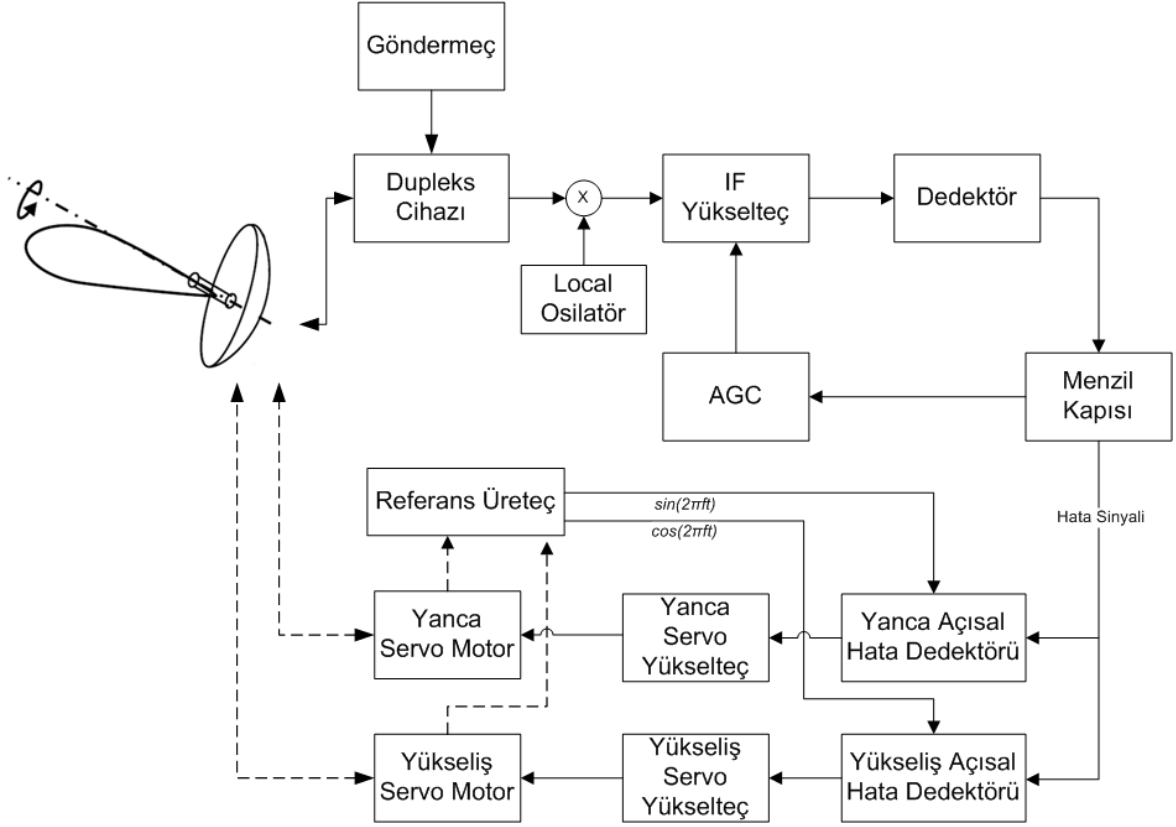 Göndermeç
Dupleks
Cihazı
X
IF
Yükselteç
Dedektör
Local
Osilatör
AGC
Menzil
Kapısı
Referans Üreteç
sin(2πft)
cos(2πft)
Hata Sinyali
Yanca
Servo Motor
Yanca
Servo
Yükselteç
Yanca Açısal
Hata Dedektörü
Yükseliş
Servo Motor
Yükseliş
Servo
Yükselteç
Yükseliş Açısal
Hata Dedektörü